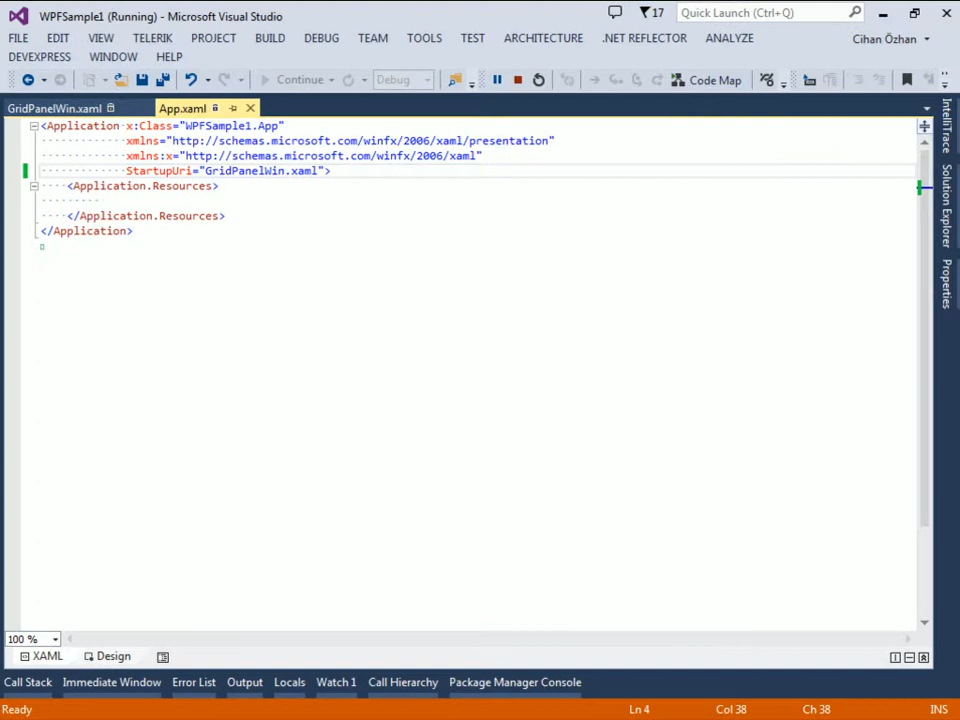 WPFSample1 (Running) - Microsoft Visual Studio
17
Quick Launch (Ctrl+Q)
FILE EDIT VIEW TELERIK PROJECT BUILD DEBUG TEAM TOOLS TEST ARCHITECTURE .NET REFLECTOR ANALYZE
Cihan Özhan
DEVEXPRESS WINDOW HELP
Continue Debug Code Map
GridPanelWin.xaml App.xaml
<Application x:Class="WPFSample1.App"
xmlns="http://schemas.microsoft.com/winfx/2006/xaml/presentation"
xmlns:x="http://schemas.microsoft.com/winfx/2006/xaml"
StartupUri="GridPanelWin.xaml">
<Application.Resources>
</Application.Resources>
</Application>
IntelliTrace
Solution Explorer
Properties
100 %
XAML Design
Call Stack Immediate Window Error List Output Locals Watch 1 Call Hierarchy Package Manager Console
Ready Ln 4 Col 38 Ch 38 INS